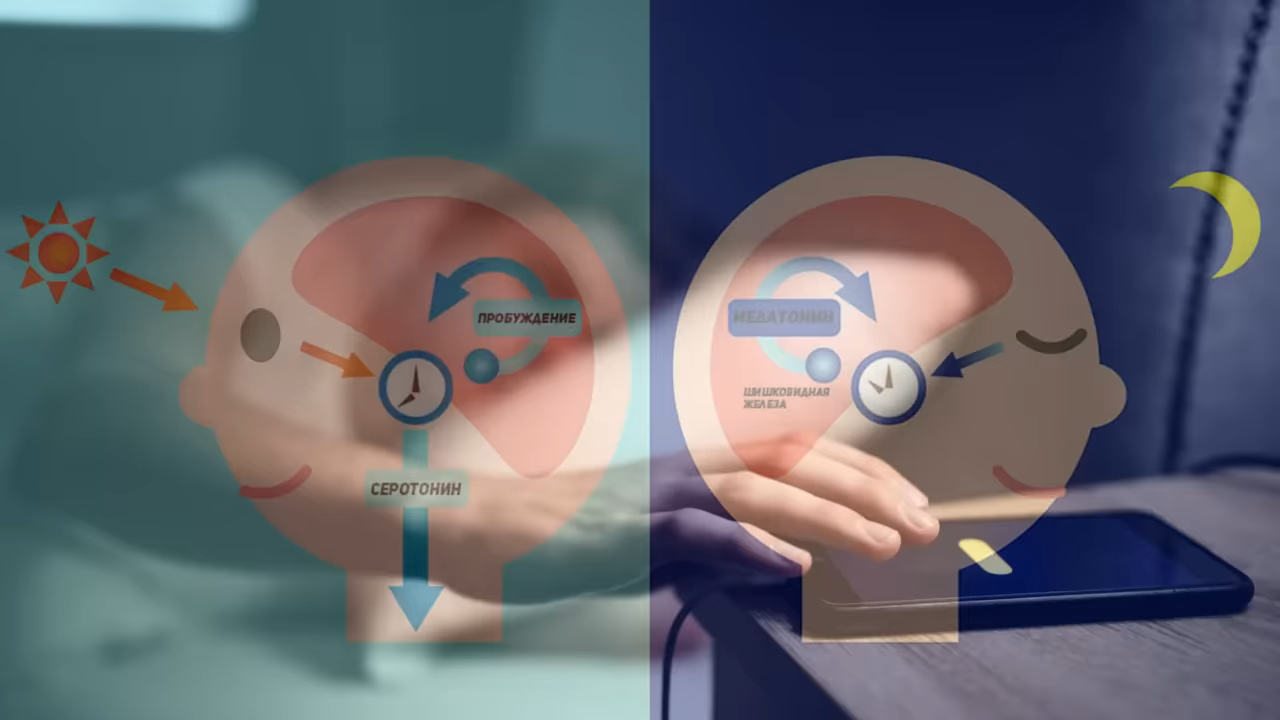 ПРОБУЖДЕНИЕ
СЕРОТОНИН
МЕЛАТОНИН
ШИШКОВИДНАЯ
ЖЕЛЕЗА